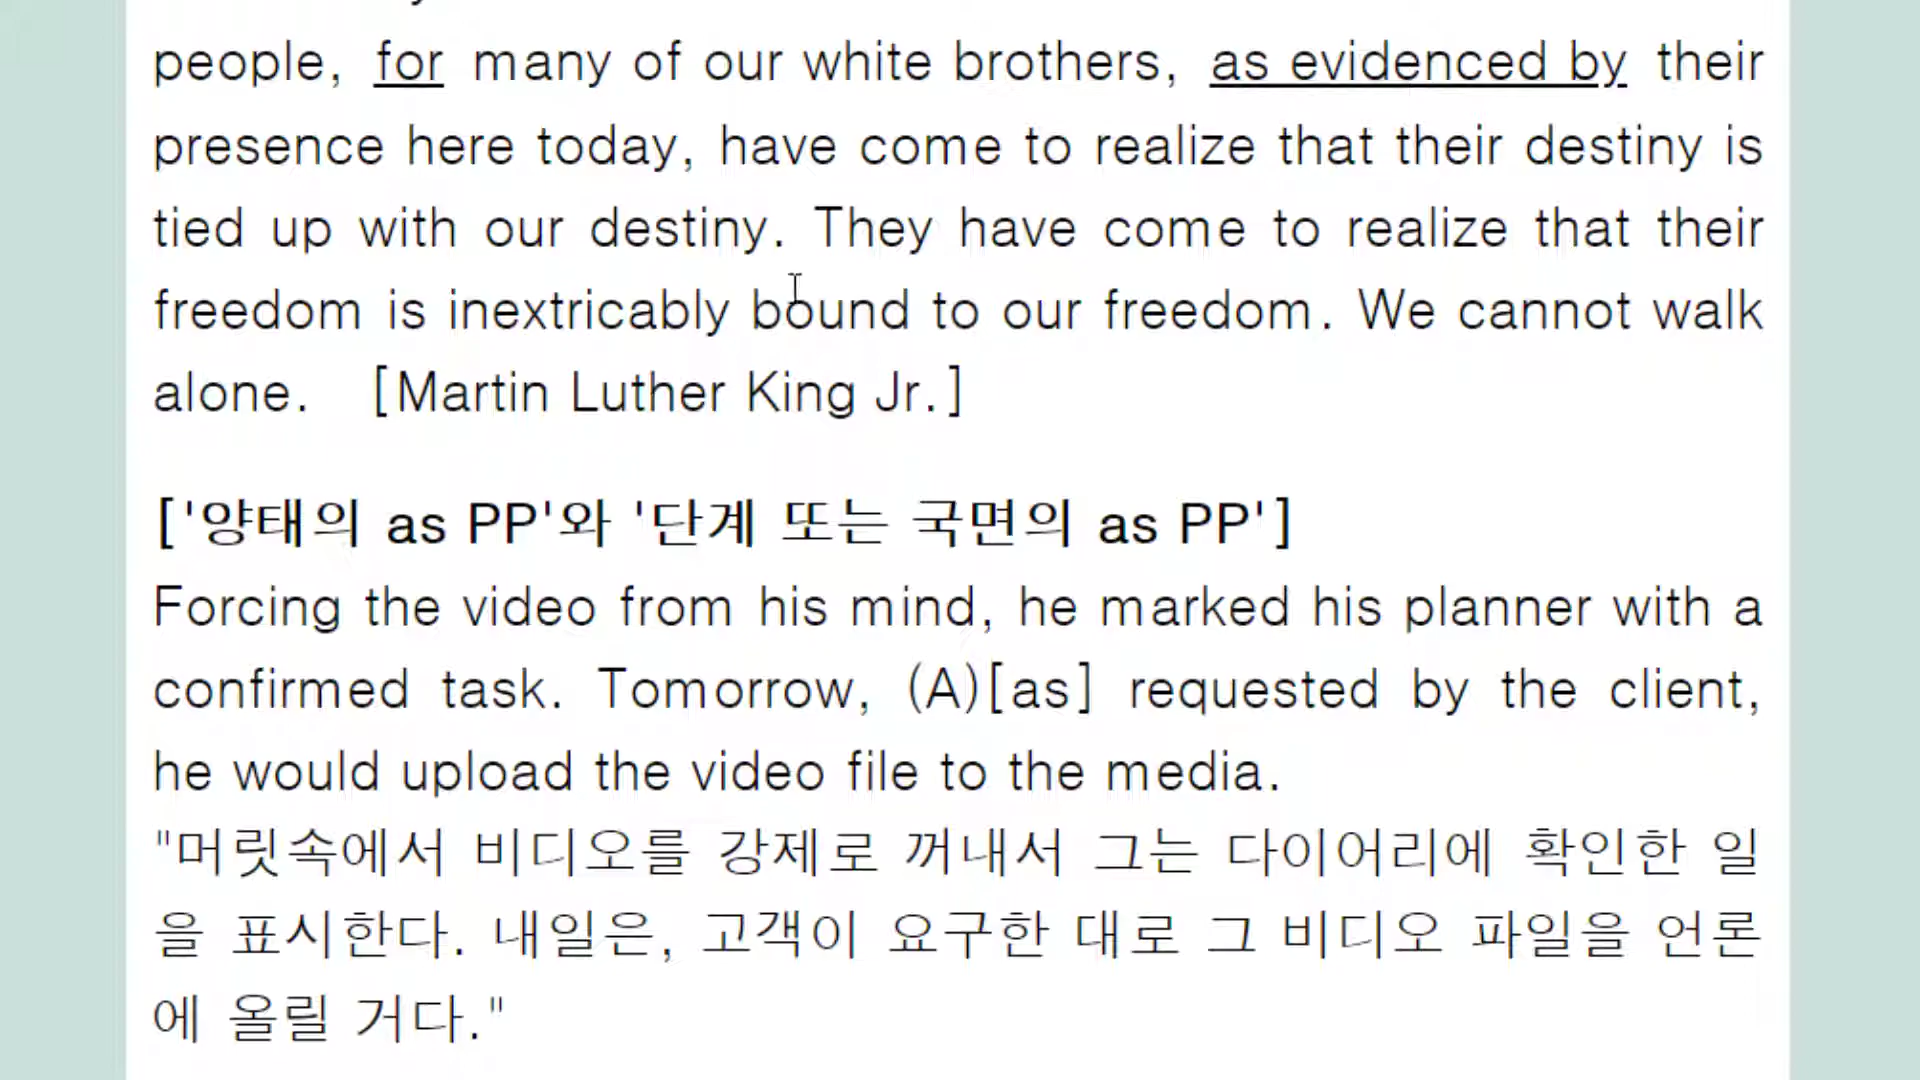 people, for many of our white brothers, as evidenced by their
presence here today, have come to realize that their destiny is
tied up with our destiny. They have come to realize that their
freedom is inextricably bound to our freedom. We cannot walk
alone. [Martin Luther King Jr.]
['양태의 as PP'와 '단계 또는 국면의 as PP']
Forcing the video from his mind, he marked his planner with a
confirmed task. Tomorrow, (A)[as] requested by the client,
he would upload the video file to the media.
"머릿속에서 비디오를 강제로 꺼내서 그는 다이어리에 확인한 일
을 표시한다. 내일은, 고객이 요구한 대로 그 비디오 파일을 언론
에 올릴 거다."